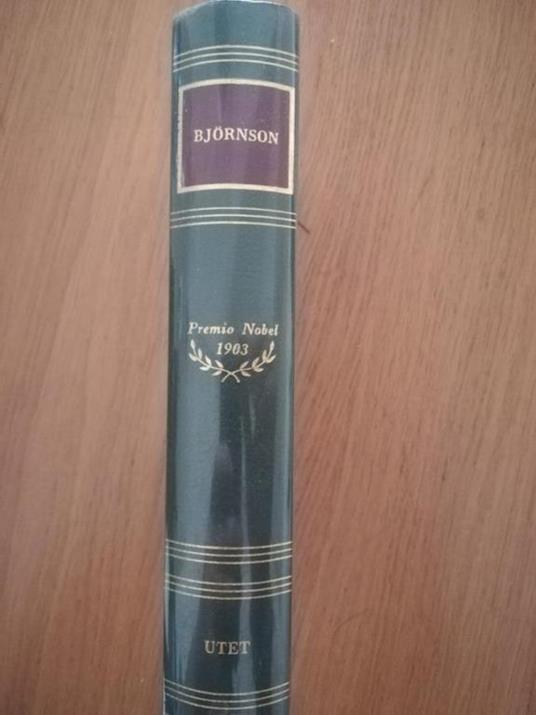 BJÖRNSON
Premio Nobel
1903
UTET